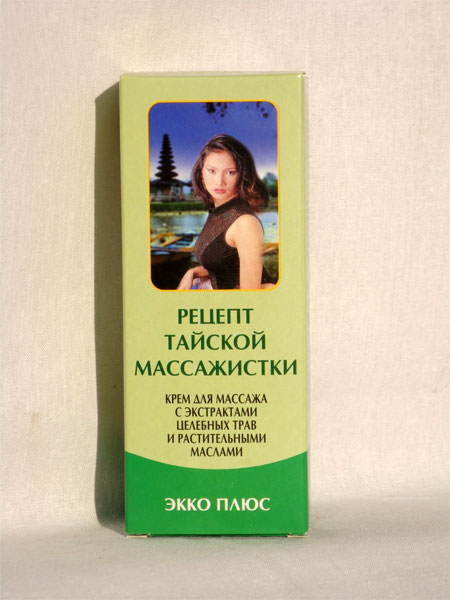 РЕЦЕПТ
ТАЙСКОЙ
МАССАЖИСТКИ
КРЕМ ДЛЯ МАССАЖА
С ЭКСТРАКТАМИ
ЦЕЛЕБНЫХ ТРАВ
И РАСТИТЕЛЬНЫМИ
МАСЛАМИ
ЭККО ПЛЮС